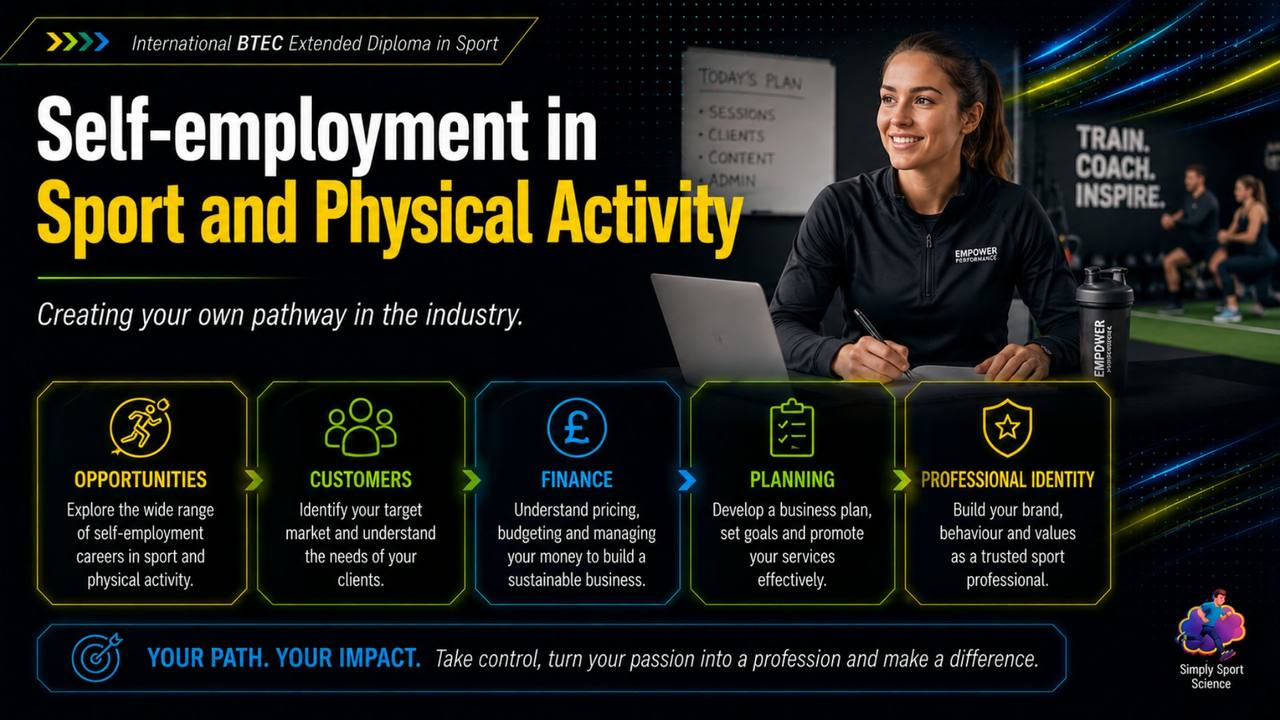 International BTEC Extended Diploma in Sport
Self-employment in
Sport and Physical Activity
Creating your own pathway in the industry.
TODAY'S PLAN
• SESSIONS
• CLIENTS
• CONTENT
• ADMIN
TRAIN.
COACH.
INSPIRE.
EMPOWER
PERFORMANCE
EMPOWER
OPPORTUNITIES
Explore the wide range
of self-employment
careers in sport and
physical activity.
CUSTOMERS
Identify your target
market and understand
the needs of your
clients.
£
FINANCE
Understand pricing,
budgeting and managing
your money to build a
sustainable business.
PLANNING
Develop a business plan,
set goals and promote
your services
effectively.
PROFESSIONAL IDENTITY
Build your brand,
behaviour and values
as a trusted sport
professional.
YOUR PATH. YOUR IMPACT. Take control, turn your passion into a profession and make a difference.
Simply Sport
Science